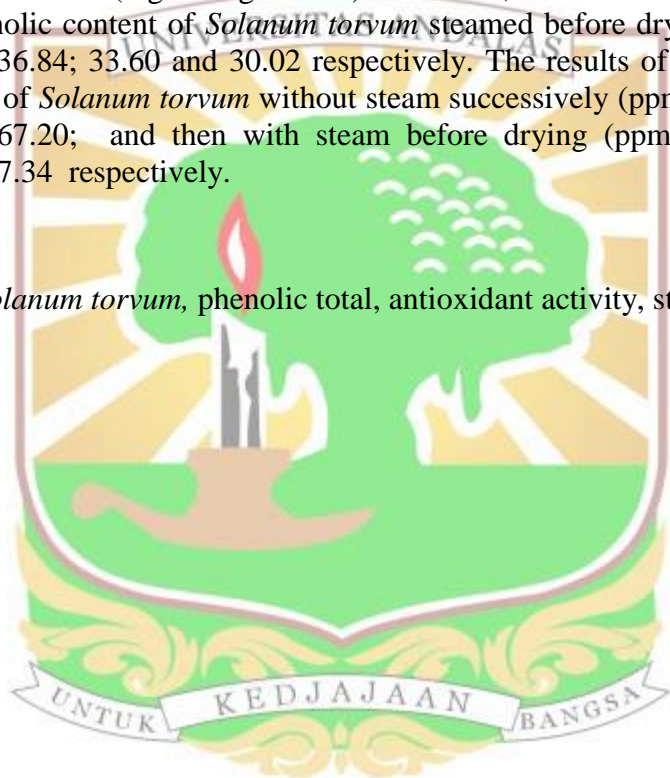 nolic content of Solanum torvum steamed before dry
36.84; 33.60 and 30.02 respectively. The results of
of Solanum torvum without steam successively (ppm
67.20; and then with steam before drying (ppm
7.34 respectively.
olanum torvum, phenolic total, antioxidant activity, st
UNIVERSITAS ANDALAS
UNTUK KEDJAJAAN BANGSA